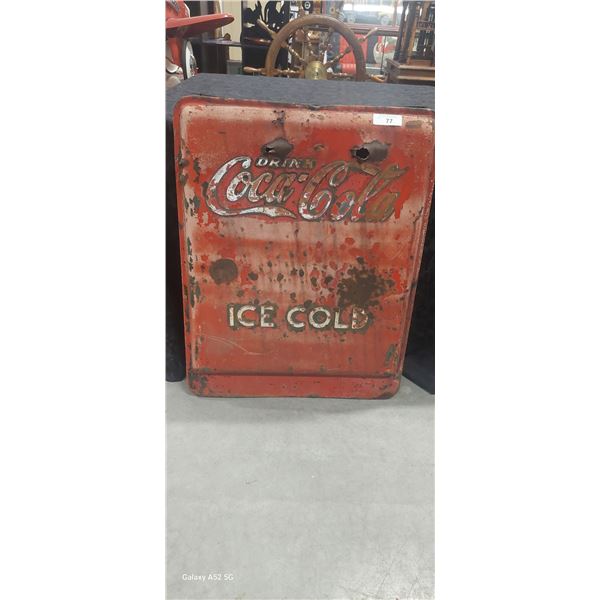 77
DRINK
Coca-Cola
ICE COLD
Galaxy A52 5G